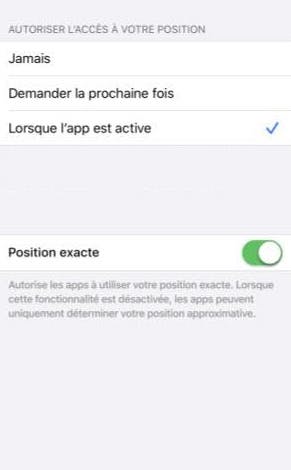 AUTORISER L'ACCÈS À VOTRE POSITION
Jamais
Demander la prochaine fois
Lorsque l'app est active
Position exacte
Autorise les apps à utiliser votre position exacte. Lorsque
cette fonctionnalité est désactivée, les apps peuvent
uniquement déterminer votre position approximative.